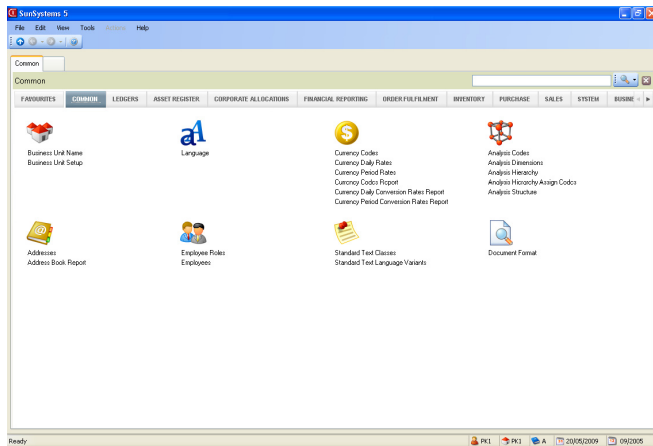 SunSystems 5
File Edit View Tools Actions Help
Common
Common
FAVOURITES COMMON LEDGERS ASSET REGISTER CORPORATE ALLOCATIONS FINANCIAL REPORTING ORDER FULFILMENT INVENTORY PURCHASE SALES SYSTEM BUSINE
Business Unit Name
Business Unit Setup
Language
Currency Codes
Currency Daily Rates
Currency Period Rates
Currency Codes Report
Currency Daily Conversion Rates Report
Currency Period Conversion Rates Report
Analysis Codes
Analysis Dimensions
Analysis Hierarchy
Analysis Hierarchy Assign Codes
Analysis Structure
Addresses
Address Book Report
Employee Roles
Employees
Standard Text Classes
Standard Text Language Variants
Document Format
Ready PK1 PK1 A 20/05/2009 09/2005